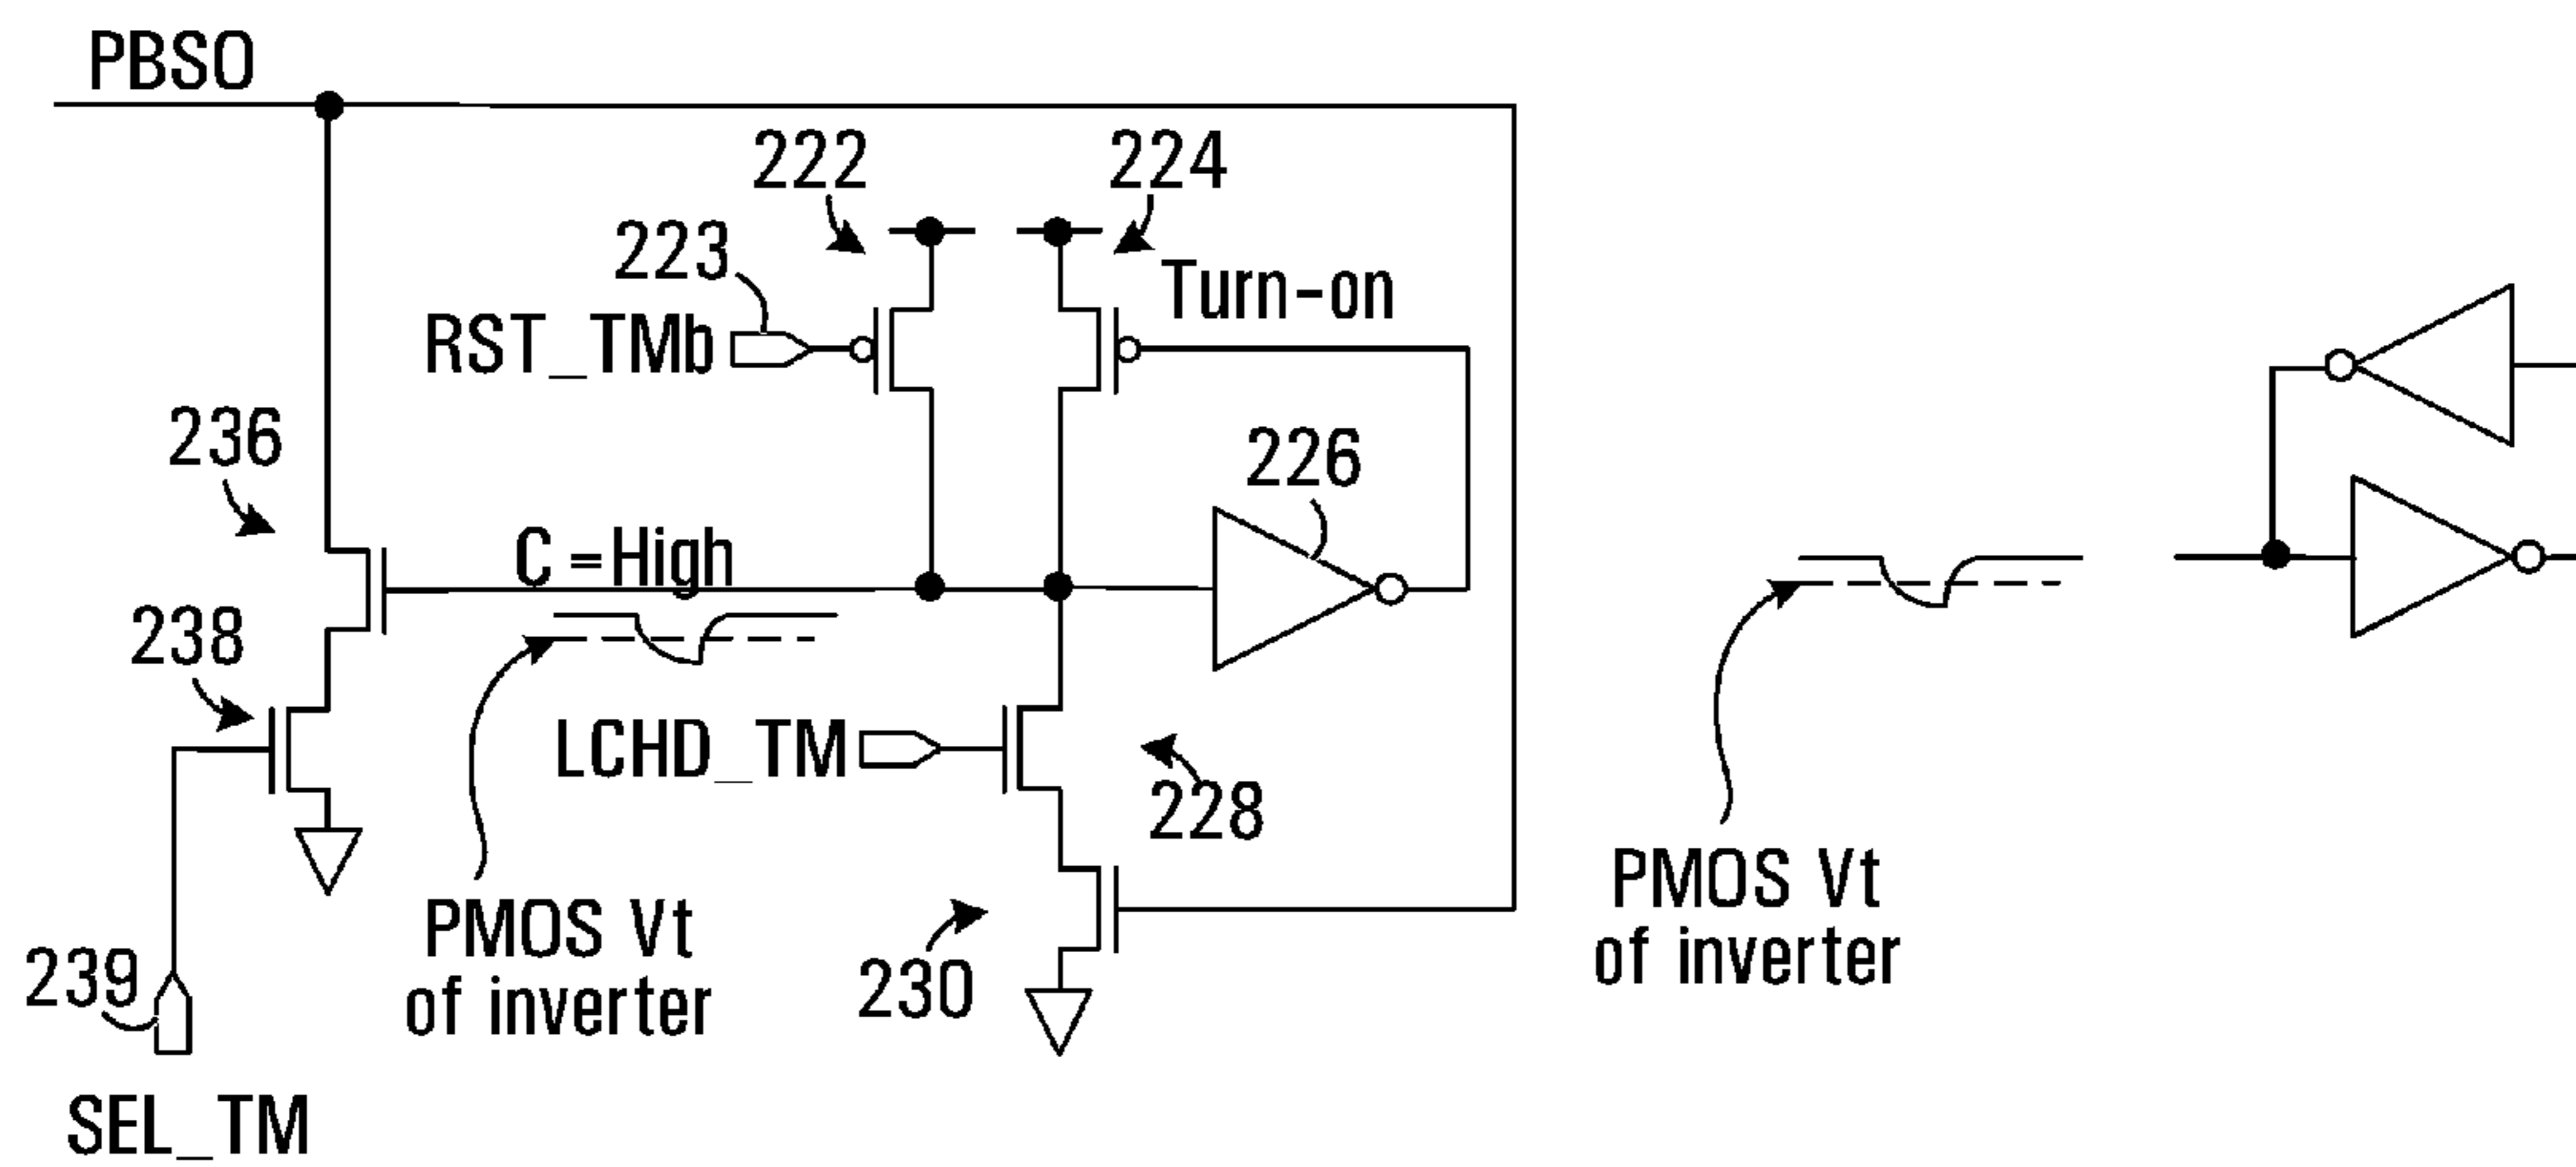 PBSO
222
224
223
Turn-on
RST_TMb
236
226
C = High
238
LCHD_TM
228
PMOS Vt
of inverter
PMOS Vt
of inverter
239
230
SEL_TM